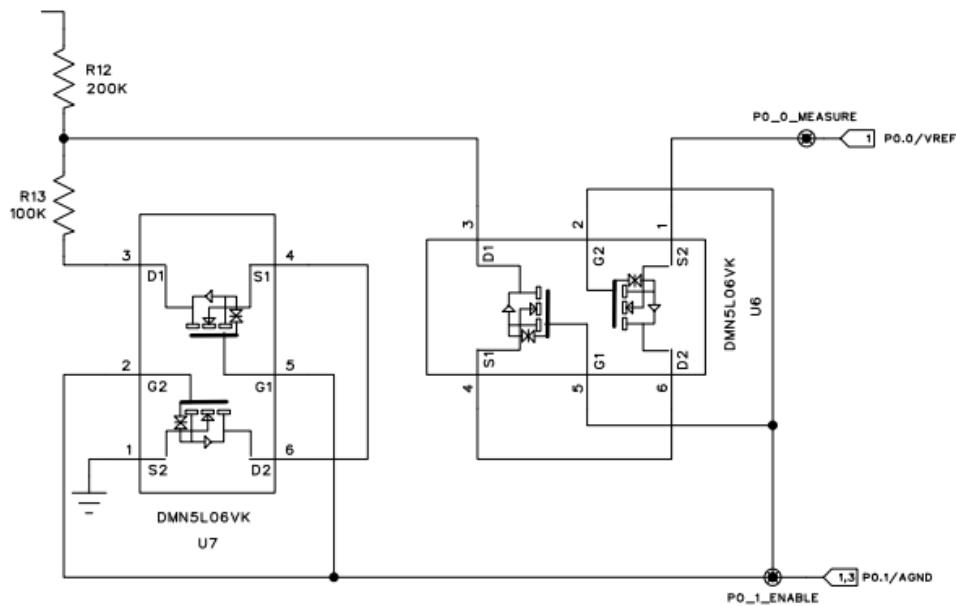 R12
200K
R13
100K
P0_0_MEASURE
1
P0.0/VREF
3
D1
S1
4
2
G2
G1
5
1
S2
D2
6
DMN5L06VK
U7
3
D1
2
G2
1
S2
S1
4
G1
5
D2
6
DMN5L06VK
U6
1,3
P0.1/AGND
P0_1_ENABLE